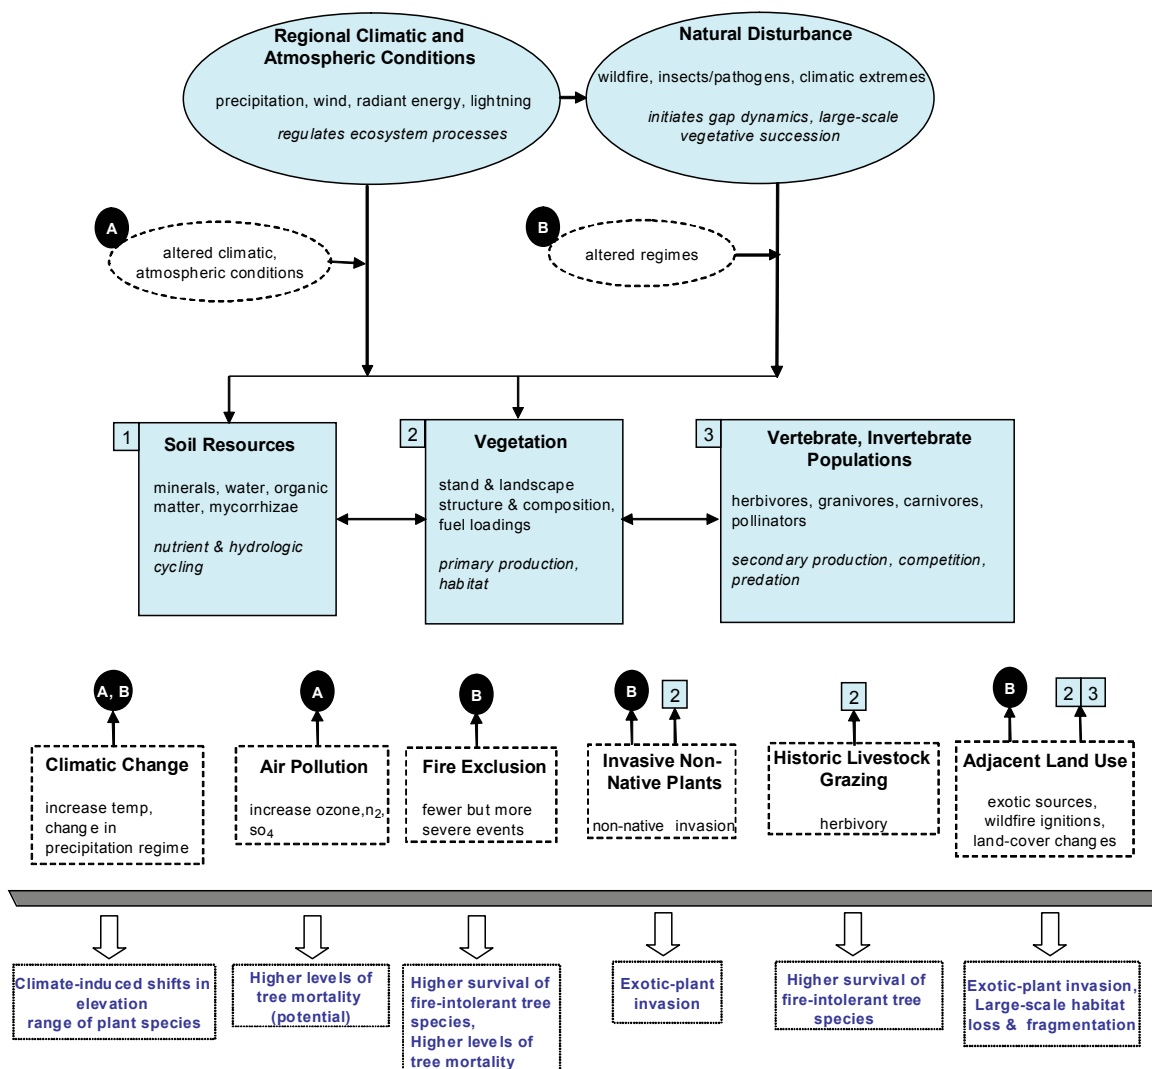 Regional Climatic and
Atmospheric Conditions
precipitation, wind, radiant energy, lightning
regulates ecosystem processes
Natural Disturbance
wildfire, insects/pathogens, climatic extremes
initiates gap dynamics, large-scale
vegetative succession
A
altered climatic,
atmospheric conditions
B
altered regimes
1
Soil Resources
minerals, water, organic
matter, mycorrhizae
nutrient & hydrologic
cycling
2
Vegetation
stand & landscape
structure & composition,
fuel loadings
primary production,
habitat
3
Vertebrate, Invertebrate
Populations
herbivores, granivores, carnivores,
pollinators
secondary production, competition,
predation
A, B
Climatic Change
increase temp,
change in
precipitation regime
A
Air Pollution
increase ozone,n2,
so4
B
Fire Exclusion
fewer but more
severe events
B
2
Invasive Non-
Native Plants
non-native invasion
2
Historic Livestock
Grazing
herbivory
B
2 3
Adjacent Land Use
exotic sources,
wildfire ignitions,
land-cover changes
Climate-induced shifts in
elevation
range of plant species
Higher levels of
tree mortality
(potential)
Higher survival of
fire-intolerant tree
species,
Higher levels of
tree mortality
Exotic-plant
invasion
Higher survival of
fire-intolerant tree
species
Exotic-plant invasion,
Large-scale habitat
loss & fragmentation